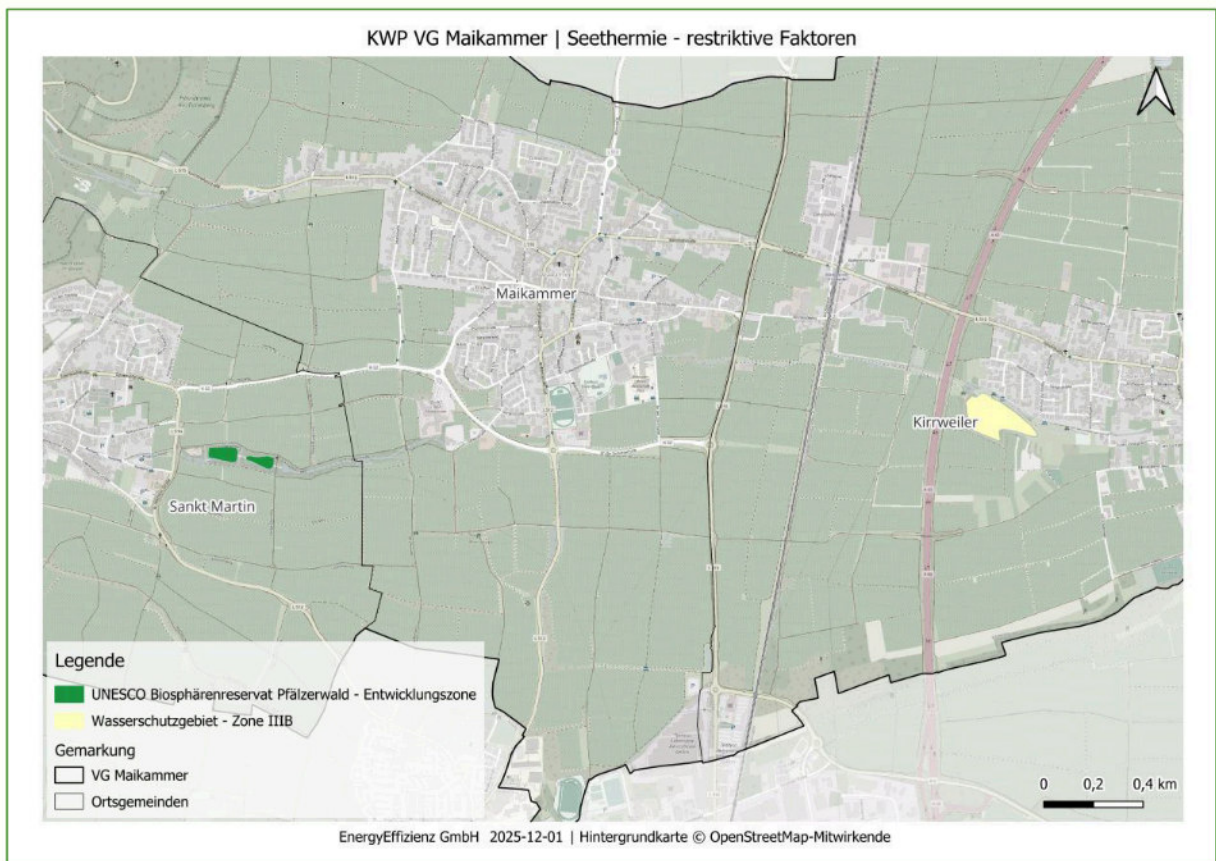 KWP VG Maikammer | Seethermie - restriktive Faktoren
Maikammer
Kirrweiler
Sankt Martin
Legende
UNESCO Biosphärenreservat Pfälzerwald - Entwicklungszone
Wasserschutzgebiet - Zone IIIB
Gemarkung
VG Maikammer
Ortsgemeinden
0 0,2 0,4 km
EnergyEffizienz GmbH 2025-12-01 | Hintergrundkarte © OpenStreetMap-Mitwirkende